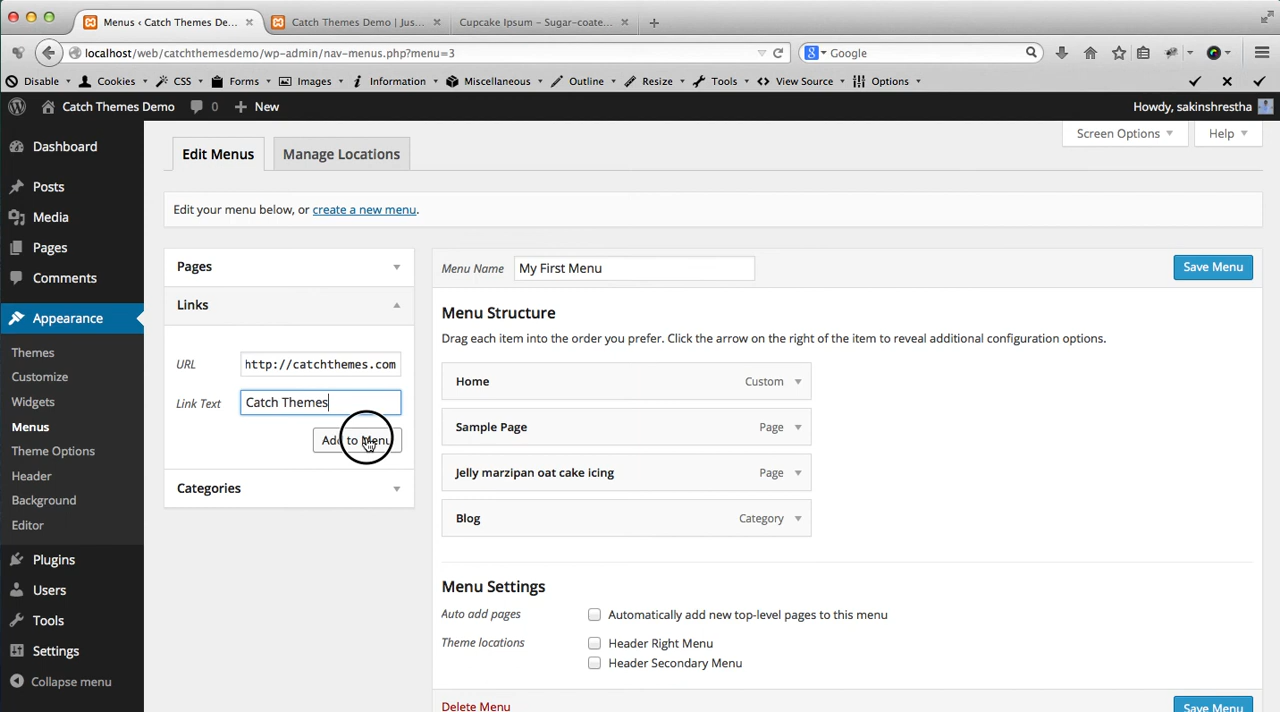 Menus ‹ Catch Themes De... Catch Themes Demo | Jus... Cupcake Ipsum – Sugar-coate...
localhost/web/catchthemesdemo/wp-admin/nav-menus.php?menu=3 Google
Disable Cookies CSS Forms Images Information Miscellaneous Outline Resize Tools View Source Options
Catch Themes Demo 0 New Howdy, sakinshrestha
Screen Options Help
Dashboard
Posts
Media
Pages
Comments
Appearance
Themes
Customize
Widgets
Menus
Theme Options
Header
Background
Editor
Plugins
Users
Tools
Settings
Collapse menu
Edit Menus Manage Locations
Edit your menu below, or create a new menu.
Pages
Links
URL http://catchthemes.com
Link Text Catch Themes
Add to Menu
Categories
Menu Name My First Menu Save Menu
Menu Structure
Drag each item into the order you prefer. Click the arrow on the right of the item to reveal additional configuration options.
Home Custom
Sample Page Page
Jelly marzipan oat cake icing Page
Blog Category
Menu Settings
Auto add pages Automatically add new top-level pages to this menu
Theme locations Header Right Menu
Header Secondary Menu
Delete Menu Save Menu